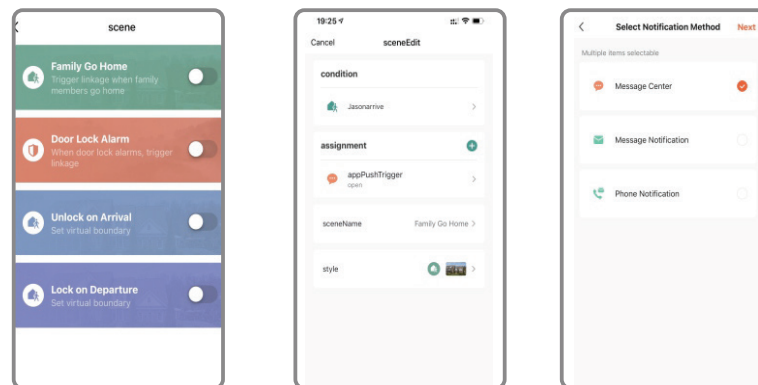 scene
Family Go Home
Trigger linkage when family
members go home
Door Lock Alarm
When door lock alarms, trigger
linkage
Unlock on Arrival
Set virtual boundary
Lock on Departure
Set virtual boundary
19:25
Cancel sceneEdit
condition
Jasonarrive
assignment
appPushTrigger
open
sceneName Family Go Home
style
Select Notification Method Next
Multiple items selectable
Message Center
Message Notification
Phone Notification